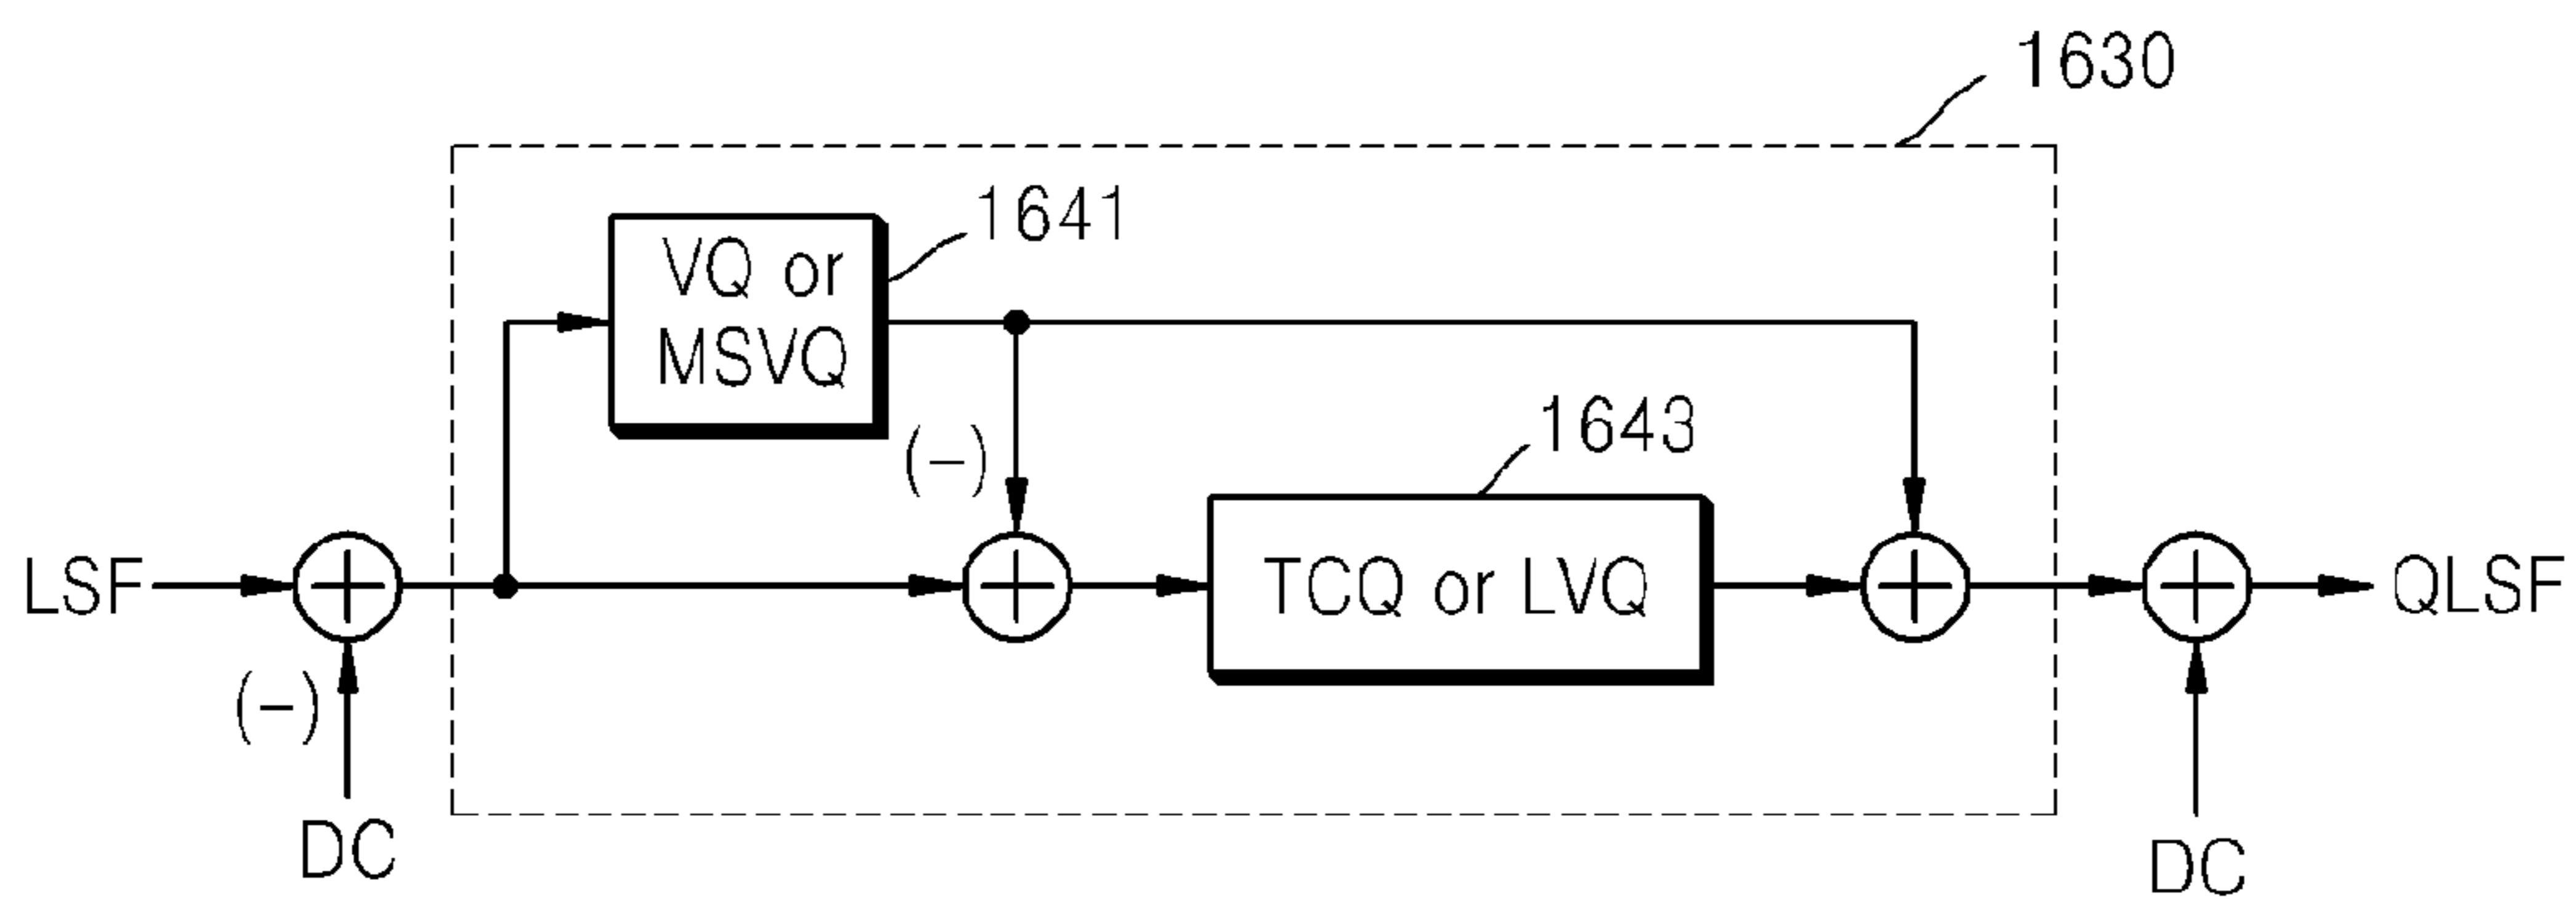 1630
1641
VQ or
MSVQ
1643
(−)
LSF
TCQ or LVQ
QLSF
(−)
DC
DC